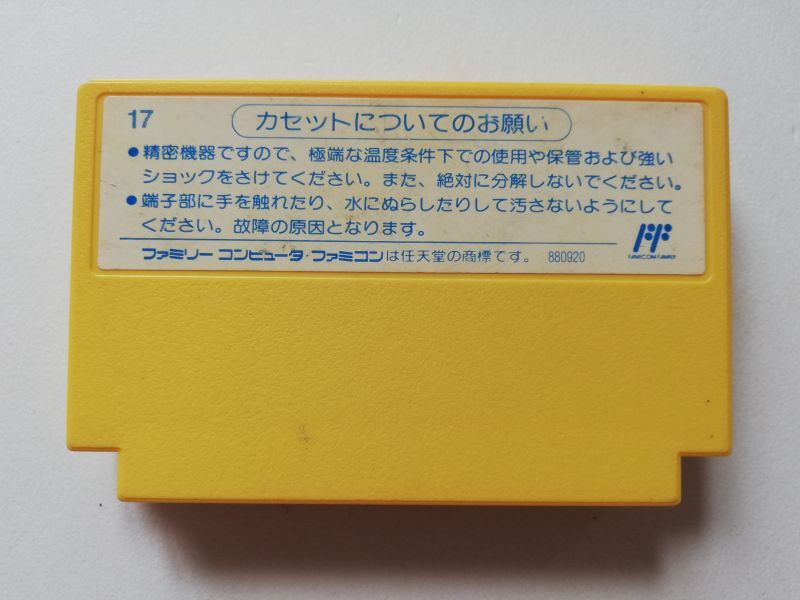 17 カセットについてのお願い
●精密機器ですので、極端な温度条件下での使用や保管および強い
ショックをさけてください。また、絶対に分解しないでください。
●端子部に手を触れたり、水にぬらしたりして汚さないようにして
ください。故障の原因となります。
FF
FAMICOM FAMILY
ファミリー コンピュータ・ファミコンは任天堂の商標です。 880920